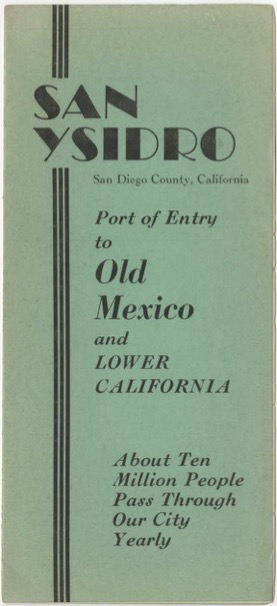 SAN
YSIDRO
San Diego County, California
Port of Entry
to
Old
Mexico
and
LOWER
CALIFORNIA
About Ten
Million People
Pass Through
Our City
Yearly